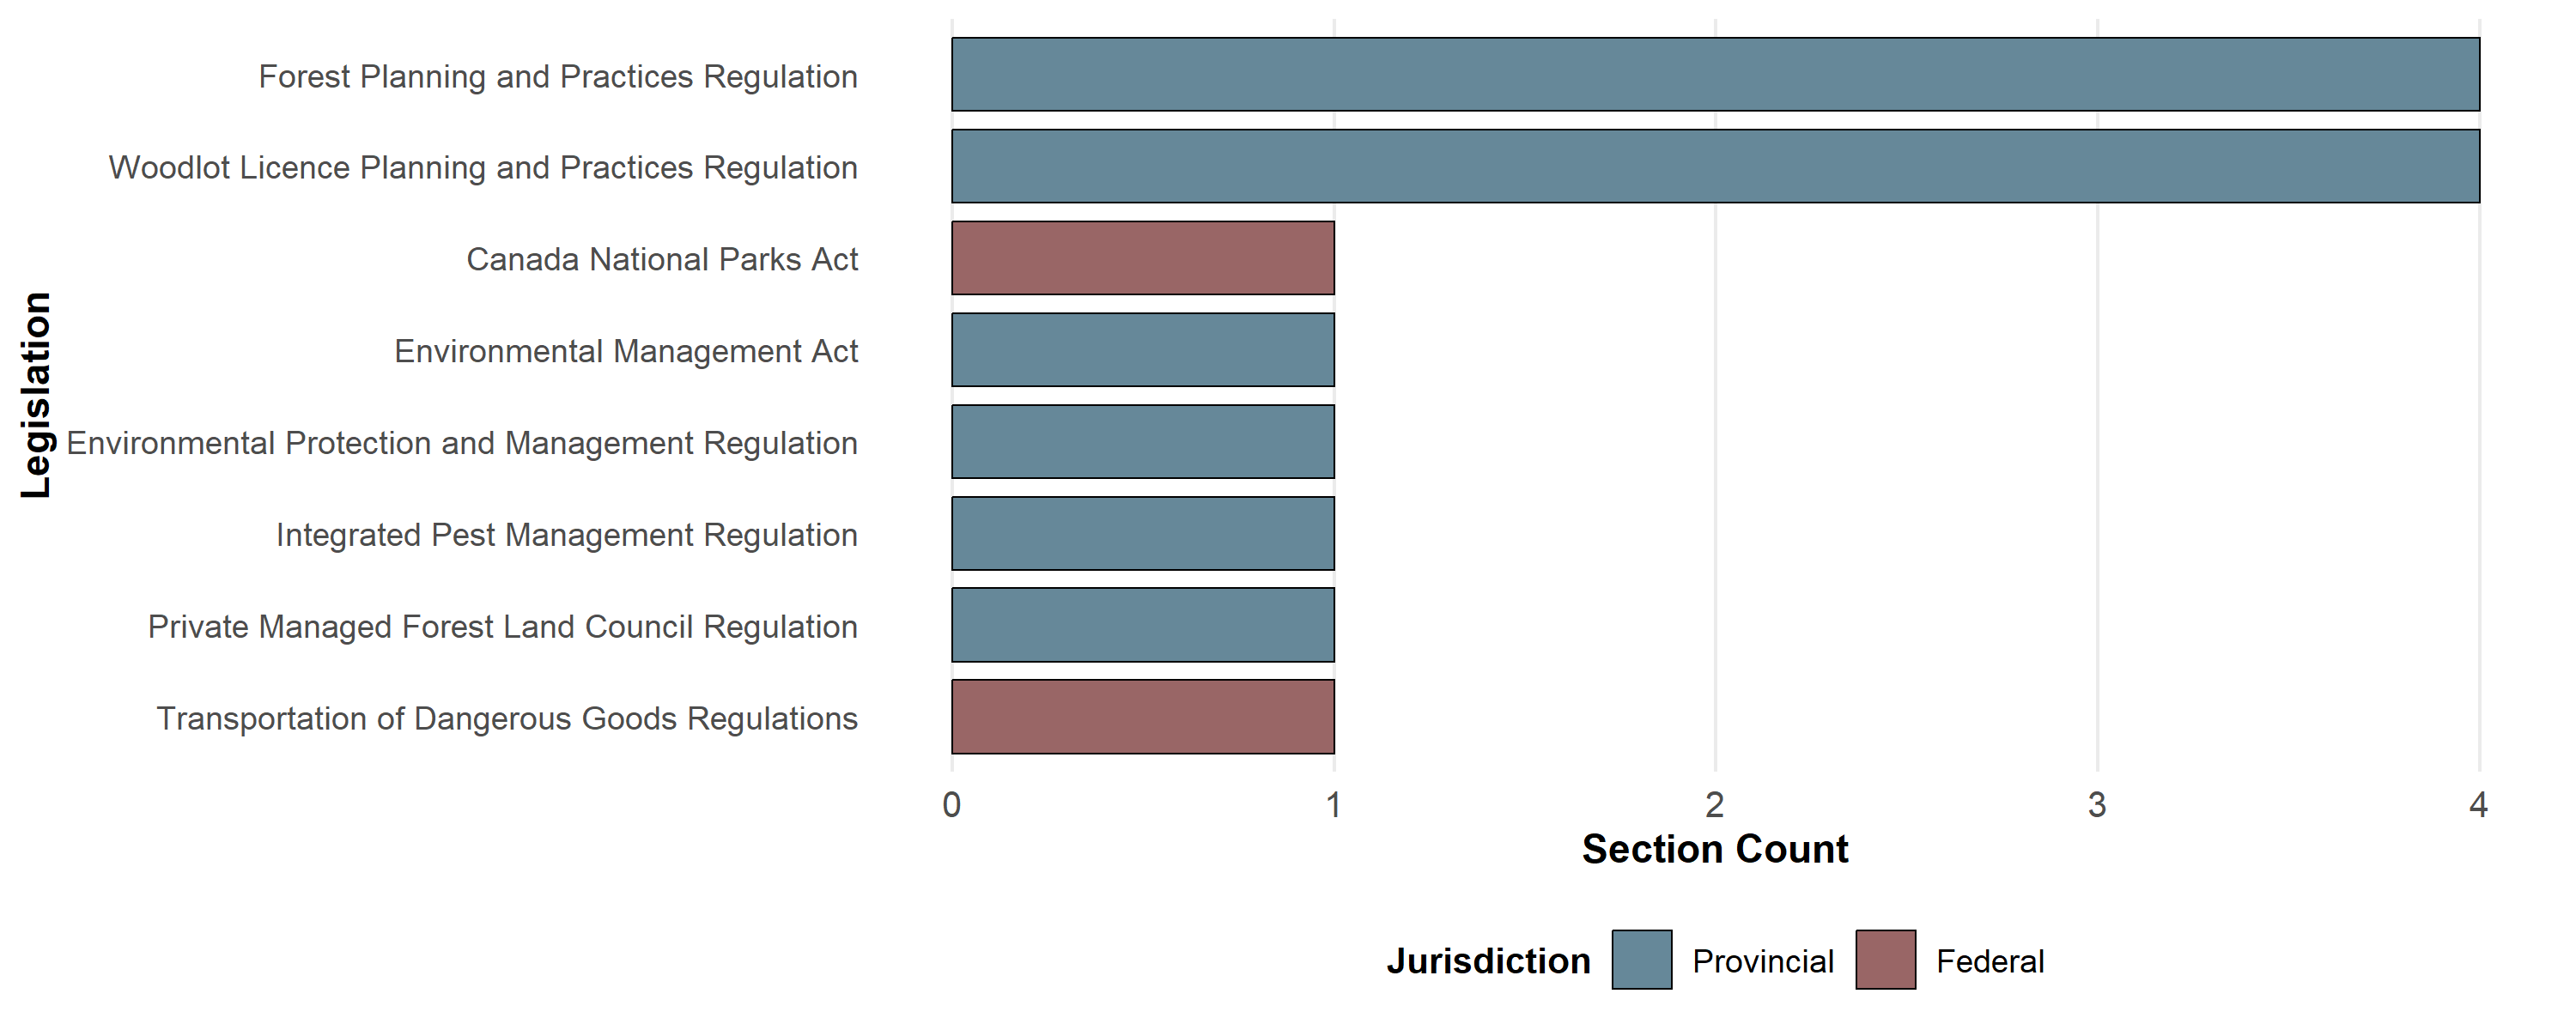 Forest Planning and Practices Regulation
Woodlot Licence Planning and Practices Regulation
Canada National Parks Act
Environmental Management Act
Environmental Protection and Management Regulation
Integrated Pest Management Regulation
Private Managed Forest Land Council Regulation
Transportation of Dangerous Goods Regulations
Legislation
0 1 2 3 4
Section Count
Jurisdiction Provincial Federal